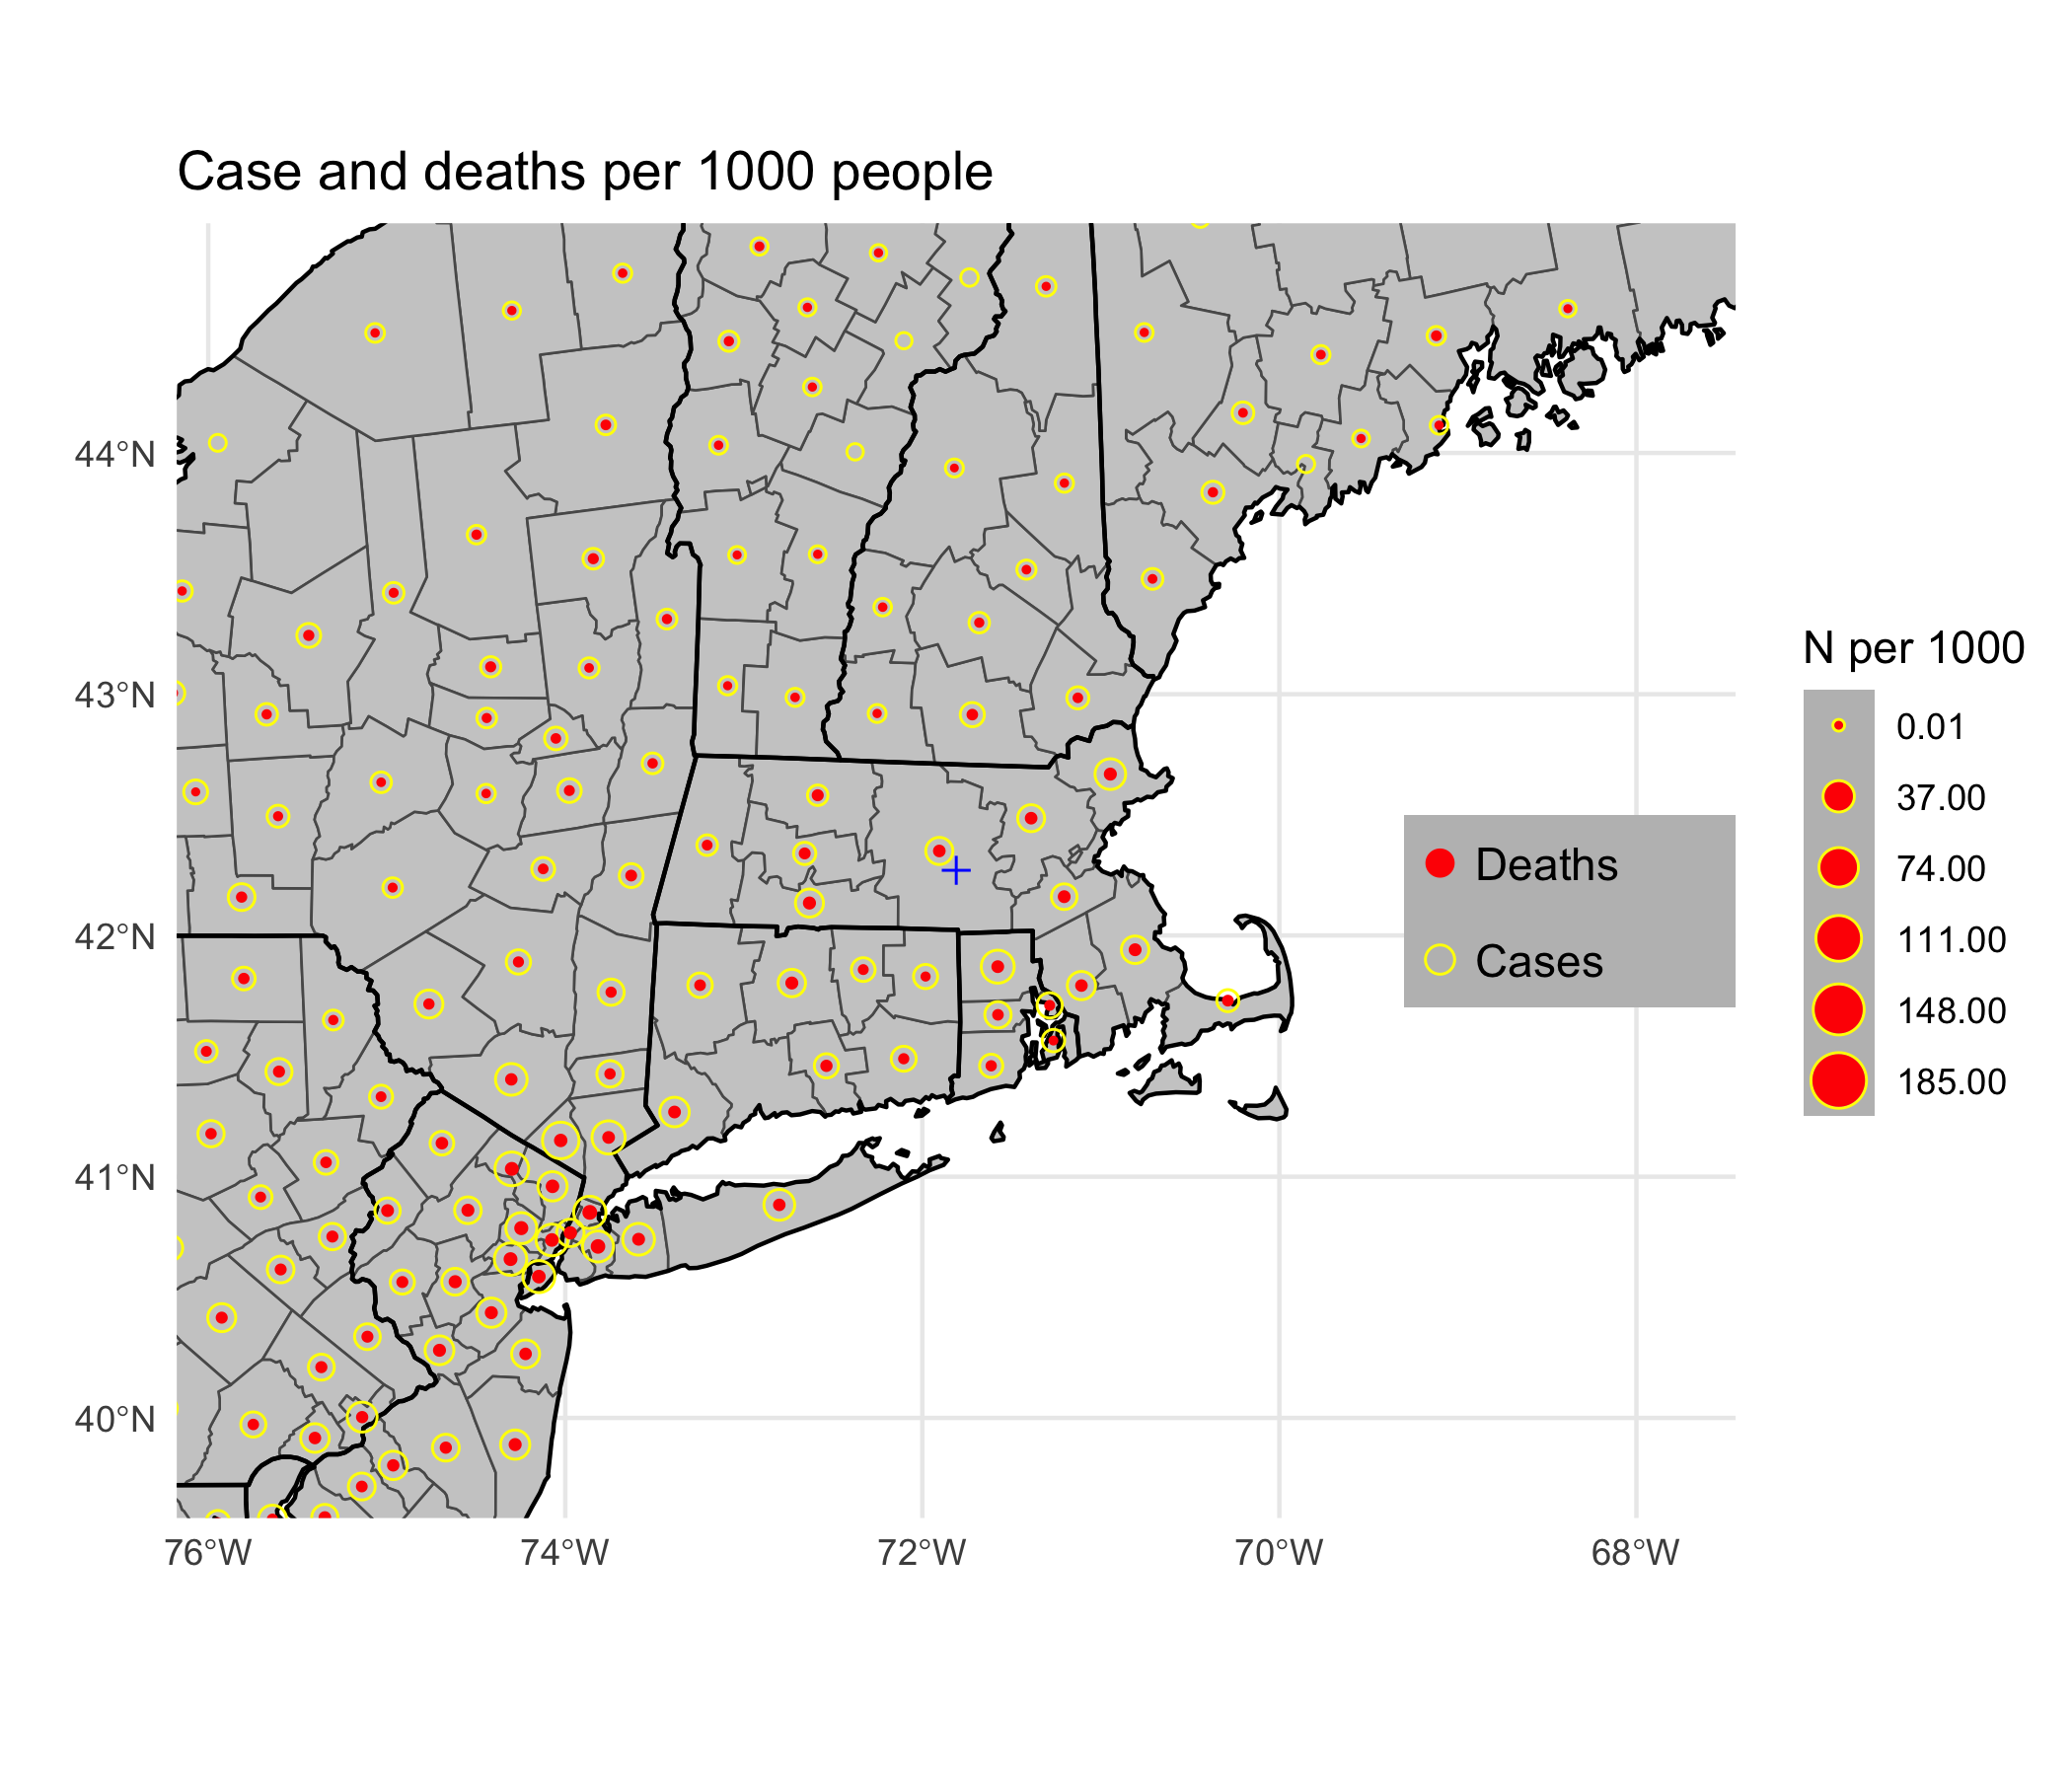 Case and deaths per 1000 people
44°N
43°N
42°N
41°N
40°N
76°W
74°W
72°W
70°W
68°W
Deaths
Cases
N per 1000
0.01
37.00
74.00
111.00
148.00
185.00